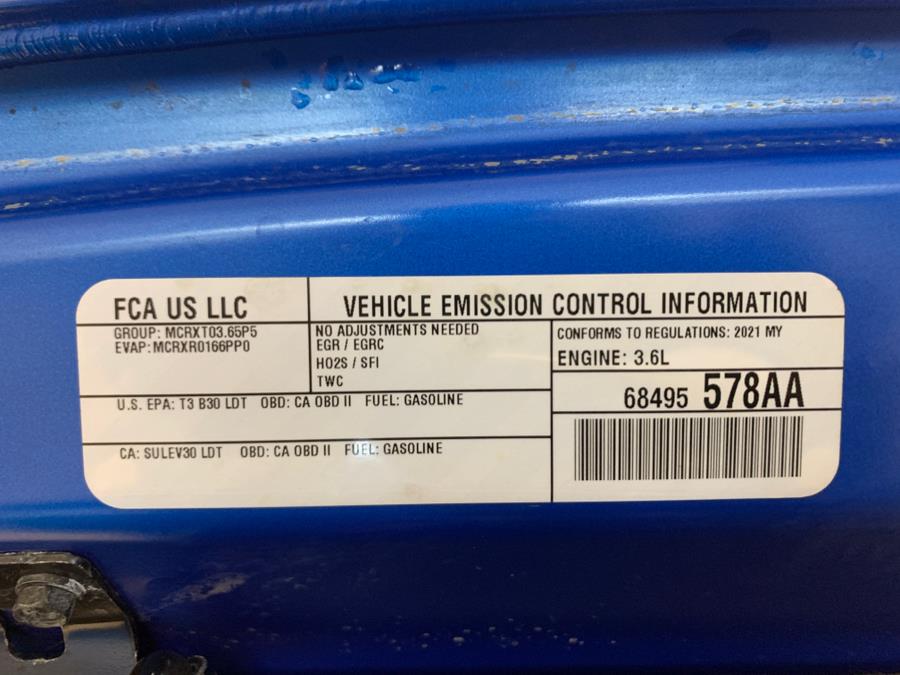 FCA US LLC
VEHICLE EMISSION CONTROL INFORMATION
GROUP: MCRXT03.65P5
EVAP: MCRXR0166PP0
NO ADJUSTMENTS NEEDED
EGR / EGRC
HO2S / SFI
TWC
CONFORMS TO REGULATIONS: 2021 MY
ENGINE: 3.6L
68495 578AA
U.S. EPA: T3 B30 LDT OBD: CA OBD II FUEL: GASOLINE
CA: SULEV30 LDT OBD: CA OBD II FUEL: GASOLINE